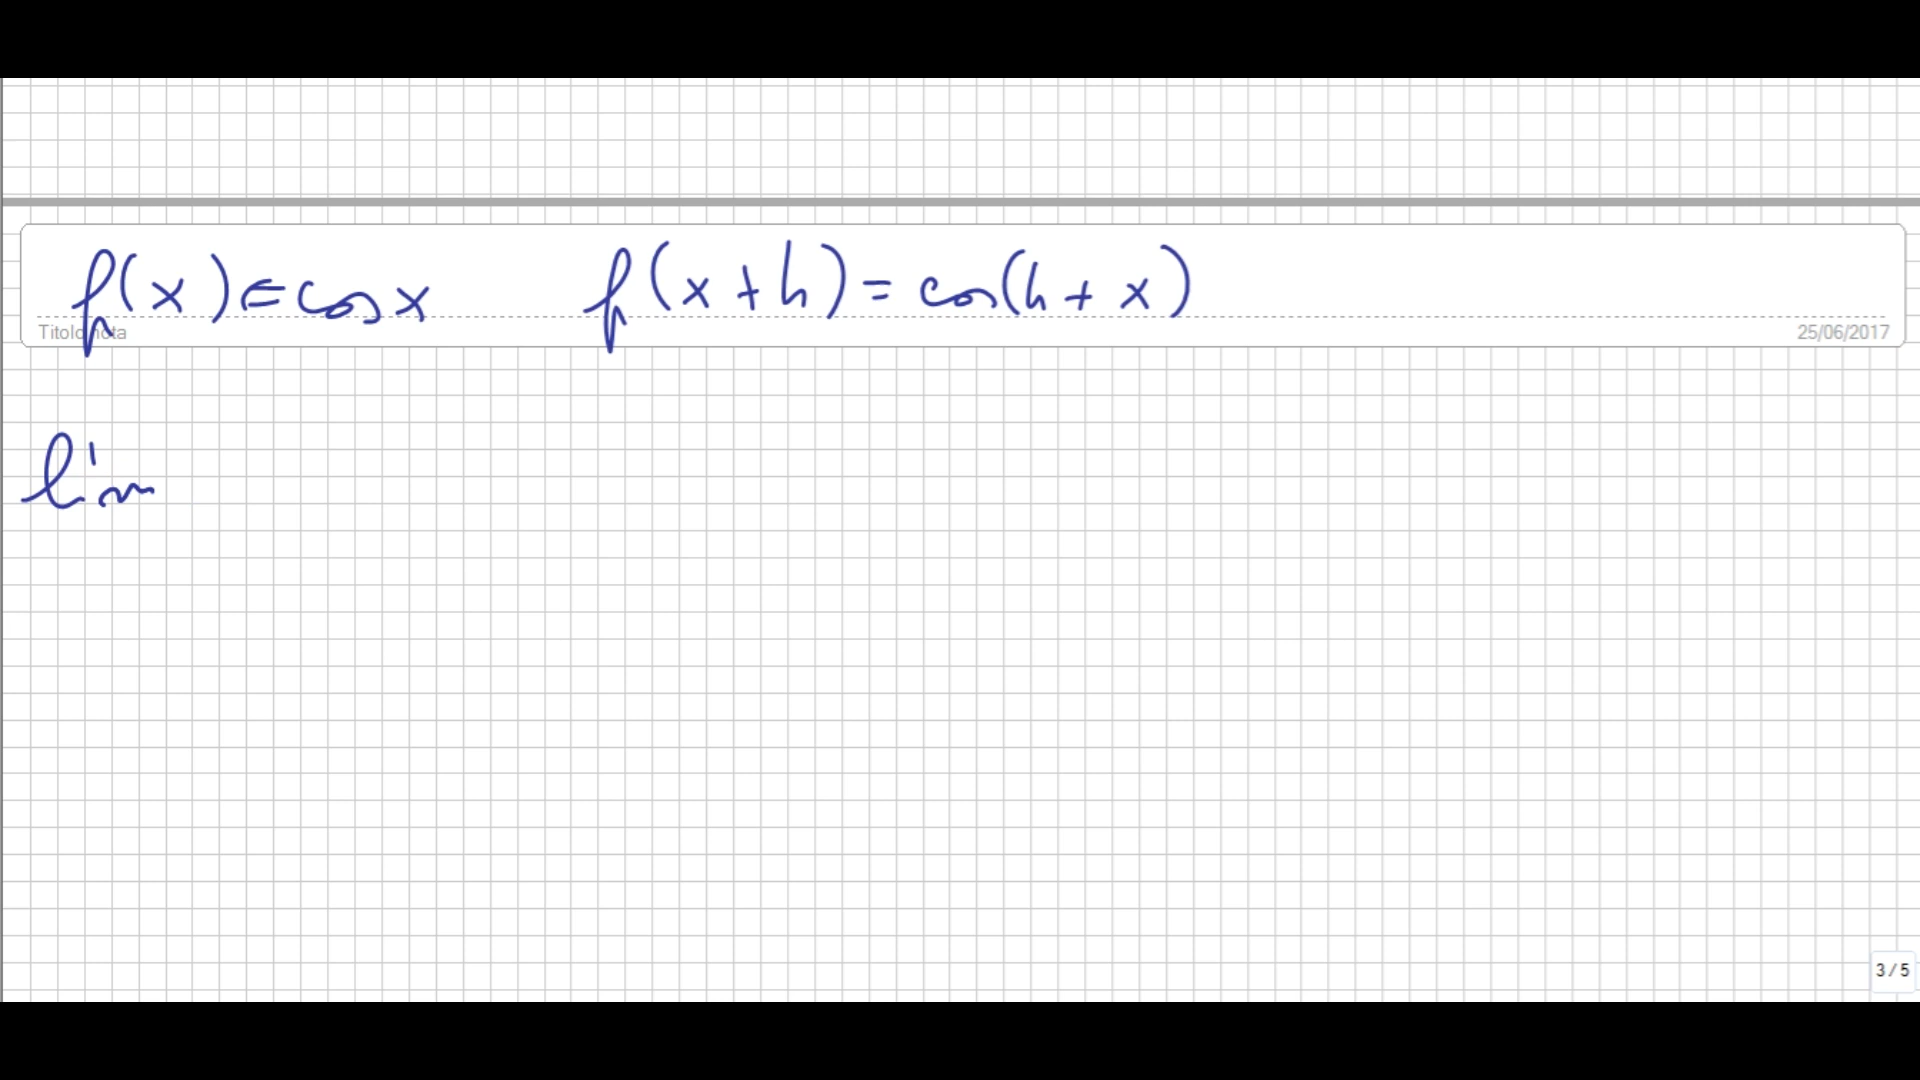 f(x) = cos x f(x + h) = cos(h + x)
Titolo nota 25/06/2017
lim
3 / 5